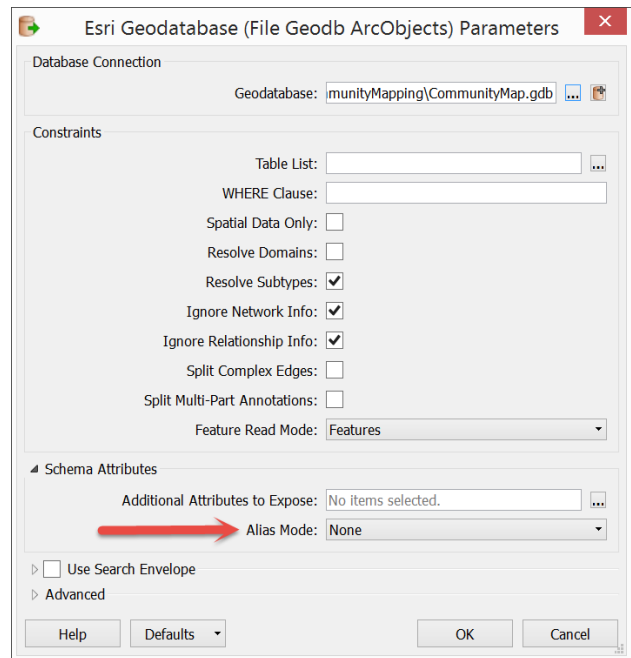 Esri Geodatabase (File Geodb ArcObjects) Parameters
Database Connection
Geodatabase: munityMapping\CommunityMap.gdb ...
Constraints
Table List: ...
WHERE Clause:
Spatial Data Only:
Resolve Domains:
Resolve Subtypes:
Ignore Network Info:
Ignore Relationship Info:
Split Complex Edges:
Split Multi-Part Annotations:
Feature Read Mode: Features
Schema Attributes
Additional Attributes to Expose: No items selected. ...
Alias Mode: None
Use Search Envelope
Advanced
Help Defaults OK Cancel